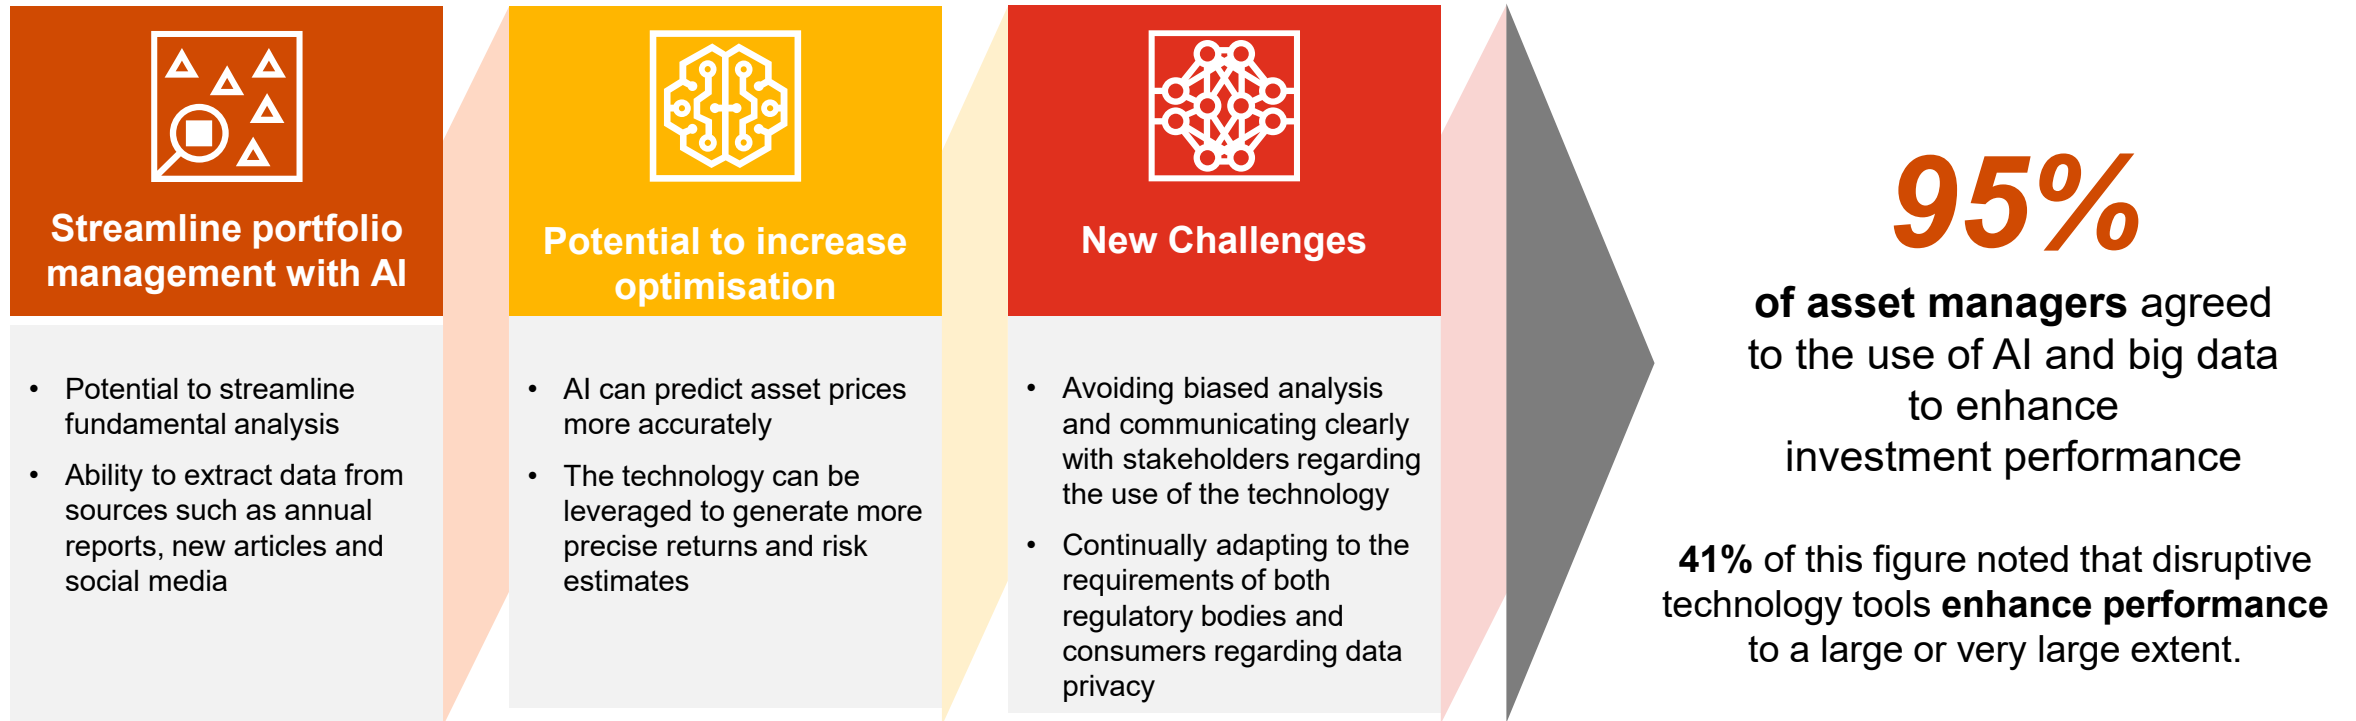 Streamline portfolio
management with AI
• Potential to streamline
fundamental analysis
• Ability to extract data from
sources such as annual
reports, new articles and
social media
Potential to increase
optimisation
• AI can predict asset prices
more accurately
• The technology can be
leveraged to generate more
precise returns and risk
estimates
New Challenges
• Avoiding biased analysis
and communicating clearly
with stakeholders regarding
the use of the technology
• Continually adapting to the
requirements of both
regulatory bodies and
consumers regarding data
privacy
95%
of asset managers agreed
to the use of AI and big data
to enhance
investment performance
41% of this figure noted that disruptive
technology tools enhance performance
to a large or very large extent.